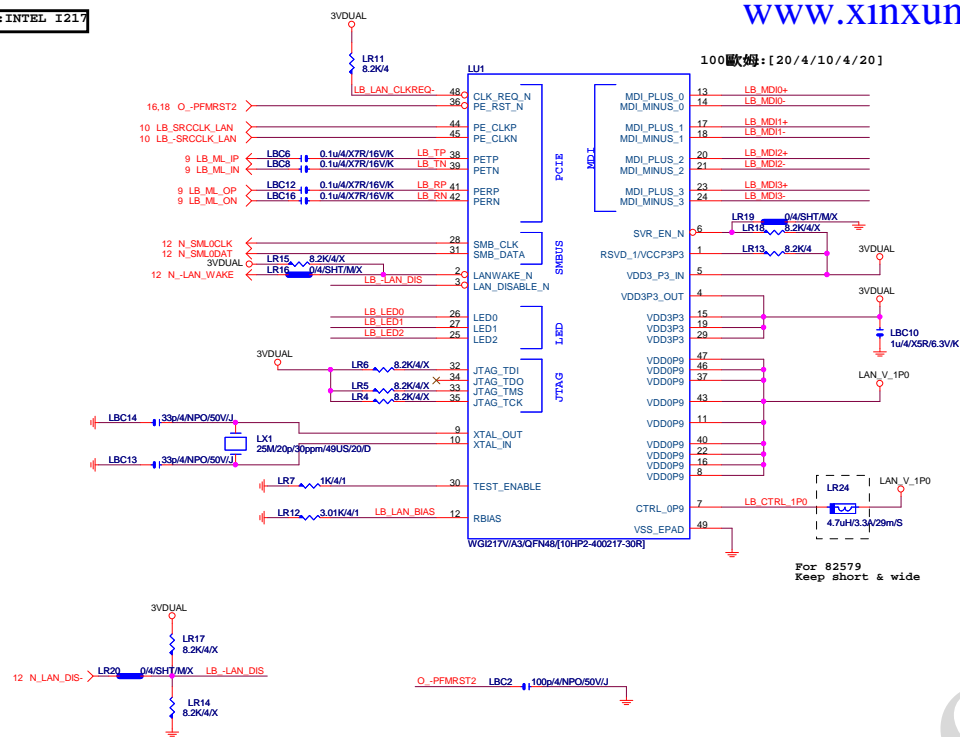 :INTEL I217
www.xinxun
3VDUAL
LR11
8.2K/4
100歐姆:[20/4/10/4/20]
LU1
LB_LAN_CLKREQ-
48
CLK_REQ_N
16,18 O_-PFMRST2
36
PE_RST_N
10 LB_SRCCLK_LAN
44
PE_CLKP
10 LB_-SRCCLK_LAN
45
PE_CLKN
9 LB_ML_IP
LBC6
0.1u/4/X7R/16V/K
LB_TP
38
PETP
9 LB_ML_IN
LBC8
0.1u/4/X7R/16V/K
LB_TN
39
PETN
9 LB_ML_OP
LBC12
0.1u/4/X7R/16V/K
LB_RP
41
PERP
9 LB_ML_ON
LBC16
0.1u/4/X7R/16V/K
LB_RN
42
PERN
PCIE
MDI
MDI_PLUS_0
13
LB_MDI0+
MDI_MINUS_0
14
LB_MDI0-
MDI_PLUS_1
17
LB_MDI1+
MDI_MINUS_1
18
LB_MDI1-
MDI_PLUS_2
20
LB_MDI2+
MDI_MINUS_2
21
LB_MDI2-
MDI_PLUS_3
23
LB_MDI3+
MDI_MINUS_3
24
LB_MDI3-
12 N_SML0CLK
28
SMB_CLK
12 N_SML0DAT
31
SMB_DATA
SMBUS
3VDUAL
LR15
8.2K/4/X
12 N_-LAN_WAKE
LR16
0/4/SHT/M/X
2
LANWAKE_N
LB_-LAN_DIS
3
LAN_DISABLE_N
LR19
0/4/SHT/M/X
SVR_EN_N
6
LR18
8.2K/4/X
RSVD_1/VCCP3P3
1
LR13
8.2K/4
3VDUAL
VDD3_P3_IN
5
VDD3P3_OUT
4
3VDUAL
VDD3P3
15
VDD3P3
19
VDD3P3
29
LBC10
1u/4/X5R/6.3V/K
LB_LED0
26
LED0
LB_LED1
27
LED1
LB_LED2
25
LED2
LED
3VDUAL
LR6
8.2K/4/X
32
JTAG_TDI
34
JTAG_TDO
LR5
8.2K/4/X
33
JTAG_TMS
LR4
8.2K/4/X
35
JTAG_TCK
JTAG
VDD0P9
47
VDD0P9
46
VDD0P9
37
LAN_V_1P0
VDD0P9
43
VDD0P9
11
VDD0P9
40
VDD0P9
22
VDD0P9
16
VDD0P9
8
LBC14
33p/4/NPO/50V/J
9
XTAL_OUT
10
XTAL_IN
LX1
25M/20p/30ppm/49US/20/D
LBC13
33p/4/NPO/50V/J
LR7
1K/4/1
30
TEST_ENABLE
LR12
3.01K/4/1
LB_LAN_BIAS
12
RBIAS
CTRL_0P9
7
LB_CTRL_1P0
LR24
LAN_V_1P0
4.7uH/3.3A/29m/S
VSS_EPAD
49
WGI217V/A3/QFN48/[10HP2-400217-30R]
For 82579
Keep short & wide
3VDUAL
LR17
8.2K/4/X
12 N_LAN_DIS-
LR20
0/4/SHT/M/X
LB_-LAN_DIS
LR14
8.2K/4/X
O_-PFMRST2
LBC2
100p/4/NPO/50V/J